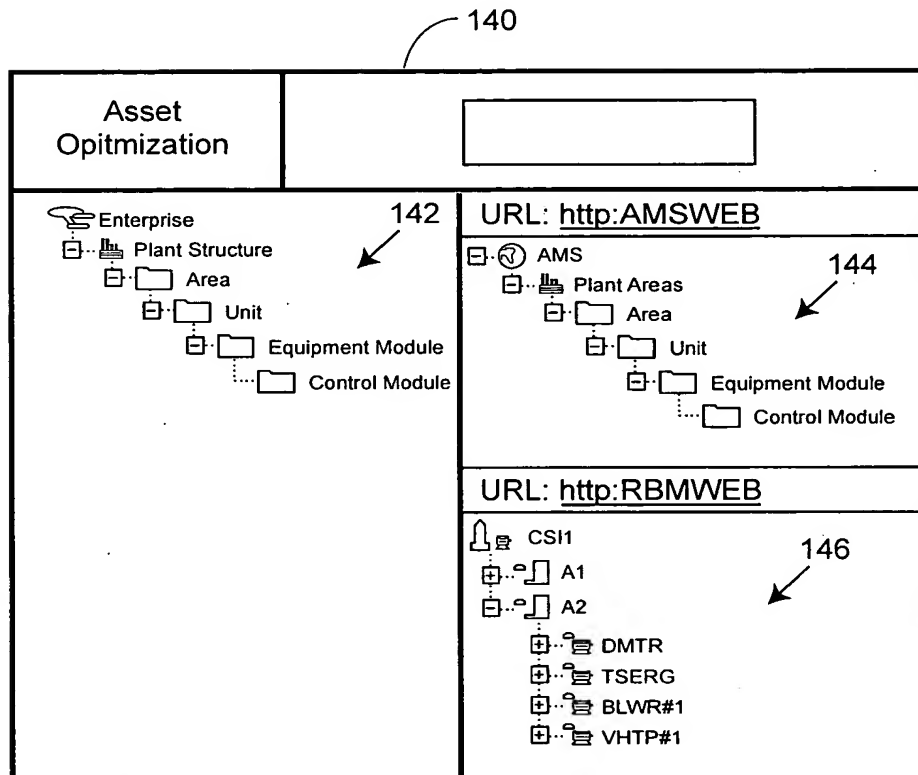 140
Asset
Opitmization
Enterprise
Plant Structure
Area
Unit
Equipment Module
Control Module
142
URL: http:AMSWEB
AMS
Plant Areas
Area
Unit
Equipment Module
Control Module
144
URL: http:RBMWEB
CSI1
A1
A2
DMTR
TSERG
BLWR#1
VHTP#1
146